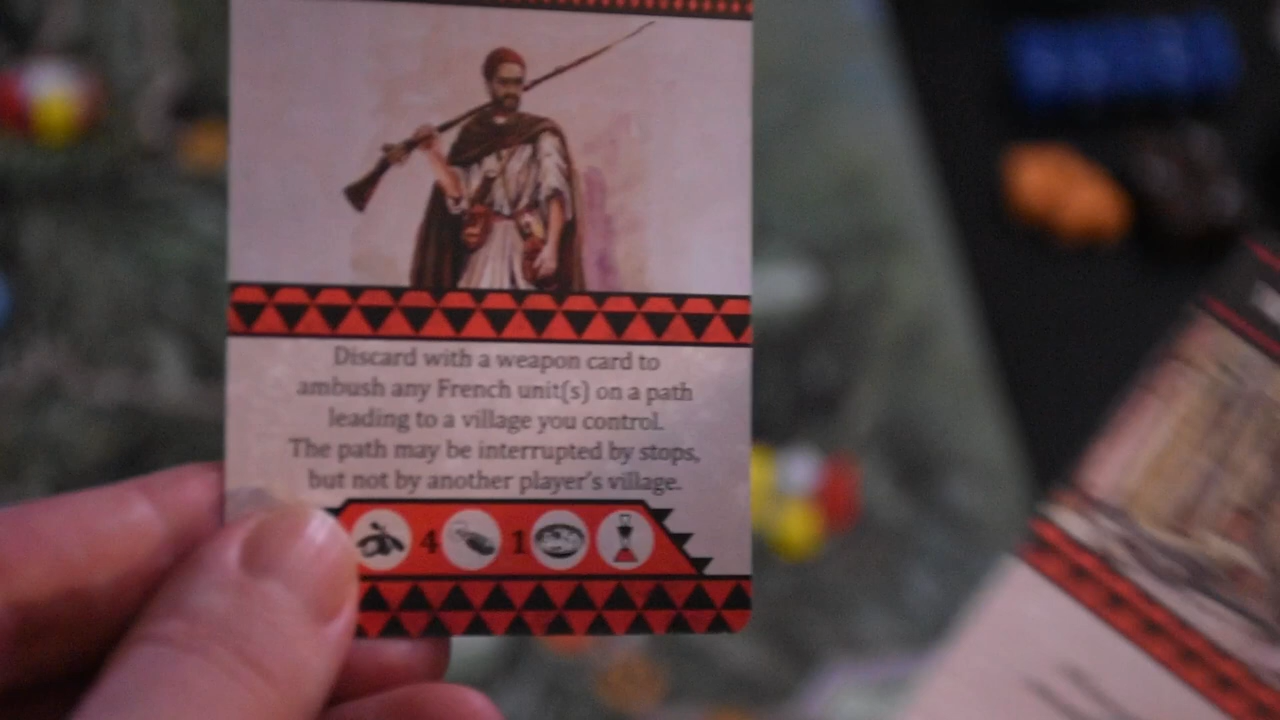 Discard with a weapon card to
ambush any French unit(s) on a path
leading to a village you control.
The path may be interrupted by stops,
but not by another player's village.
4 1